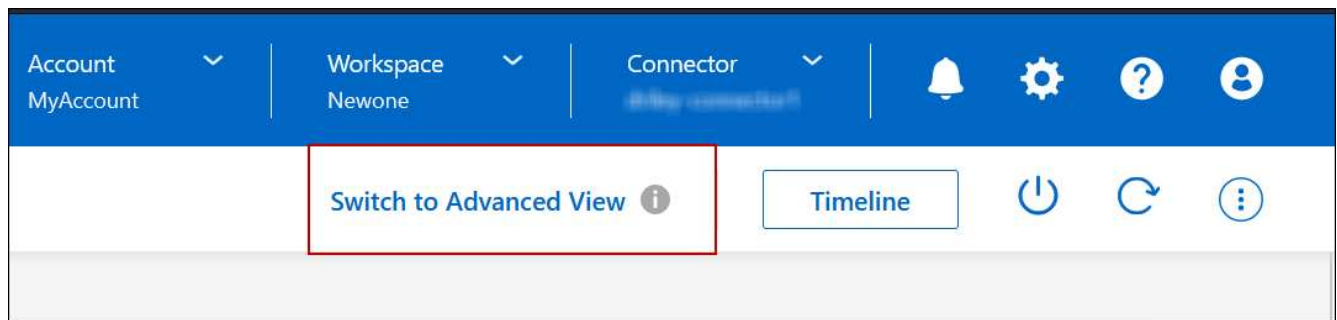 Account
MyAccount
Workspace
Newone
Connector
Switch to Advanced View
Timeline